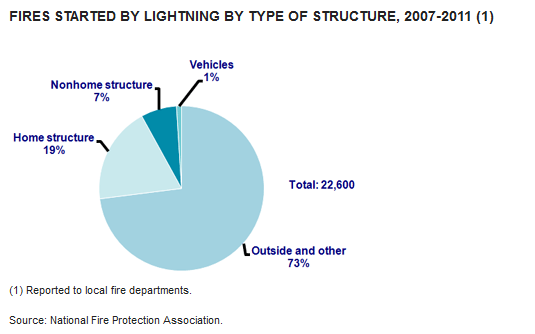 FIRES STARTED BY LIGHTNING BY TYPE OF STRUCTURE, 2007-2011 (1)
Vehicles
1%
Nonhome structure
7%
Home structure
19%
Total: 22,600
Outside and other
73%
(1) Reported to local fire departments.
Source: National Fire Protection Association.